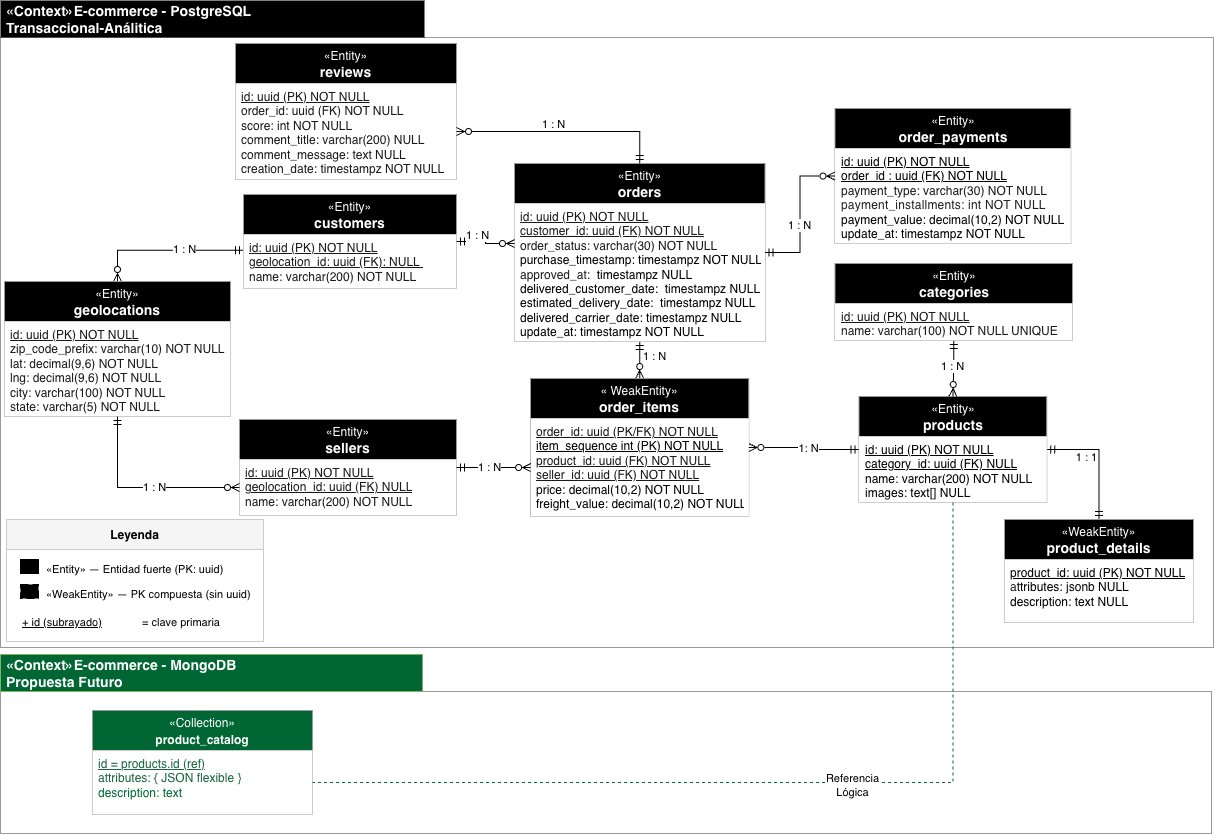 «Context» E-commerce - PostgreSQL
Transaccional-Análitica
«Entity»
reviews
id: uuid (PK) NOT NULL
order_id: uuid (FK) NOT NULL
score: int NOT NULL
comment_title: varchar(200) NULL
comment_message: text NULL
creation_date: timestampz NOT NULL
1 : N
«Entity»
order_payments
id: uuid (PK) NOT NULL
order_id : uuid (FK) NOT NULL
payment_type: varchar(30) NOT NULL
payment_installments: int NOT NULL
payment_value: decimal(10,2) NOT NULL
update_at: timestampz NOT NULL
«Entity»
orders
id: uuid (PK) NOT NULL
customer_id: uuid (FK) NOT NULL
order_status: varchar(30) NOT NULL
purchase_timestamp: timestampz NOT NULL
approved_at:  timestampz NULL
delivered_customer_date:  timestampz NULL
estimated_delivery_date:  timestampz NULL
delivered_carrier_date: timestampz NULL
update_at: timestampz NOT NULL
1 : N
«Entity»
customers
id: uuid (PK) NOT NULL
geolocation_id: uuid (FK): NULL
name: varchar(200) NOT NULL
1 : N
1 : N
«Entity»
categories
id: uuid (PK) NOT NULL
name: varchar(100) NOT NULL UNIQUE
«Entity»
geolocations
id: uuid (PK) NOT NULL
zip_code_prefix: varchar(10) NOT NULL
lat: decimal(9,6) NOT NULL
lng: decimal(9,6) NOT NULL
city: varchar(100) NOT NULL
state: varchar(5) NOT NULL
1 : N
1 : N
« WeakEntity»
order_items
order_id: uuid (PK/FK) NOT NULL
item_sequence int (PK) NOT NULL
product_id: uuid (FK) NOT NULL
seller_id: uuid (FK) NOT NULL
price: decimal(10,2) NOT NULL
freight_value: decimal(10,2) NOT NULL
«Entity»
products
id: uuid (PK) NOT NULL
category_id: uuid (FK) NULL
name: varchar(200) NOT NULL
images: text[] NULL
1: N
1 : 1
«Entity»
sellers
id: uuid (PK) NOT NULL
geolocation_id: uuid (FK) NULL
name: varchar(200) NOT NULL
1 : N
1 : N
«WeakEntity»
product_details
product_id: uuid (PK) NOT NULL
attributes: jsonb NULL
description: text NULL
Leyenda
«Entity» — Entidad fuerte (PK: uuid)
«WeakEntity» — PK compuesta (sin uuid)
+ id (subrayado) = clave primaria
«Context» E-commerce - MongoDB
Propuesta Futuro
«Collection»
product_catalog
id = products.id (ref)
attributes: { JSON flexible }
description: text
Referencia
Lógica